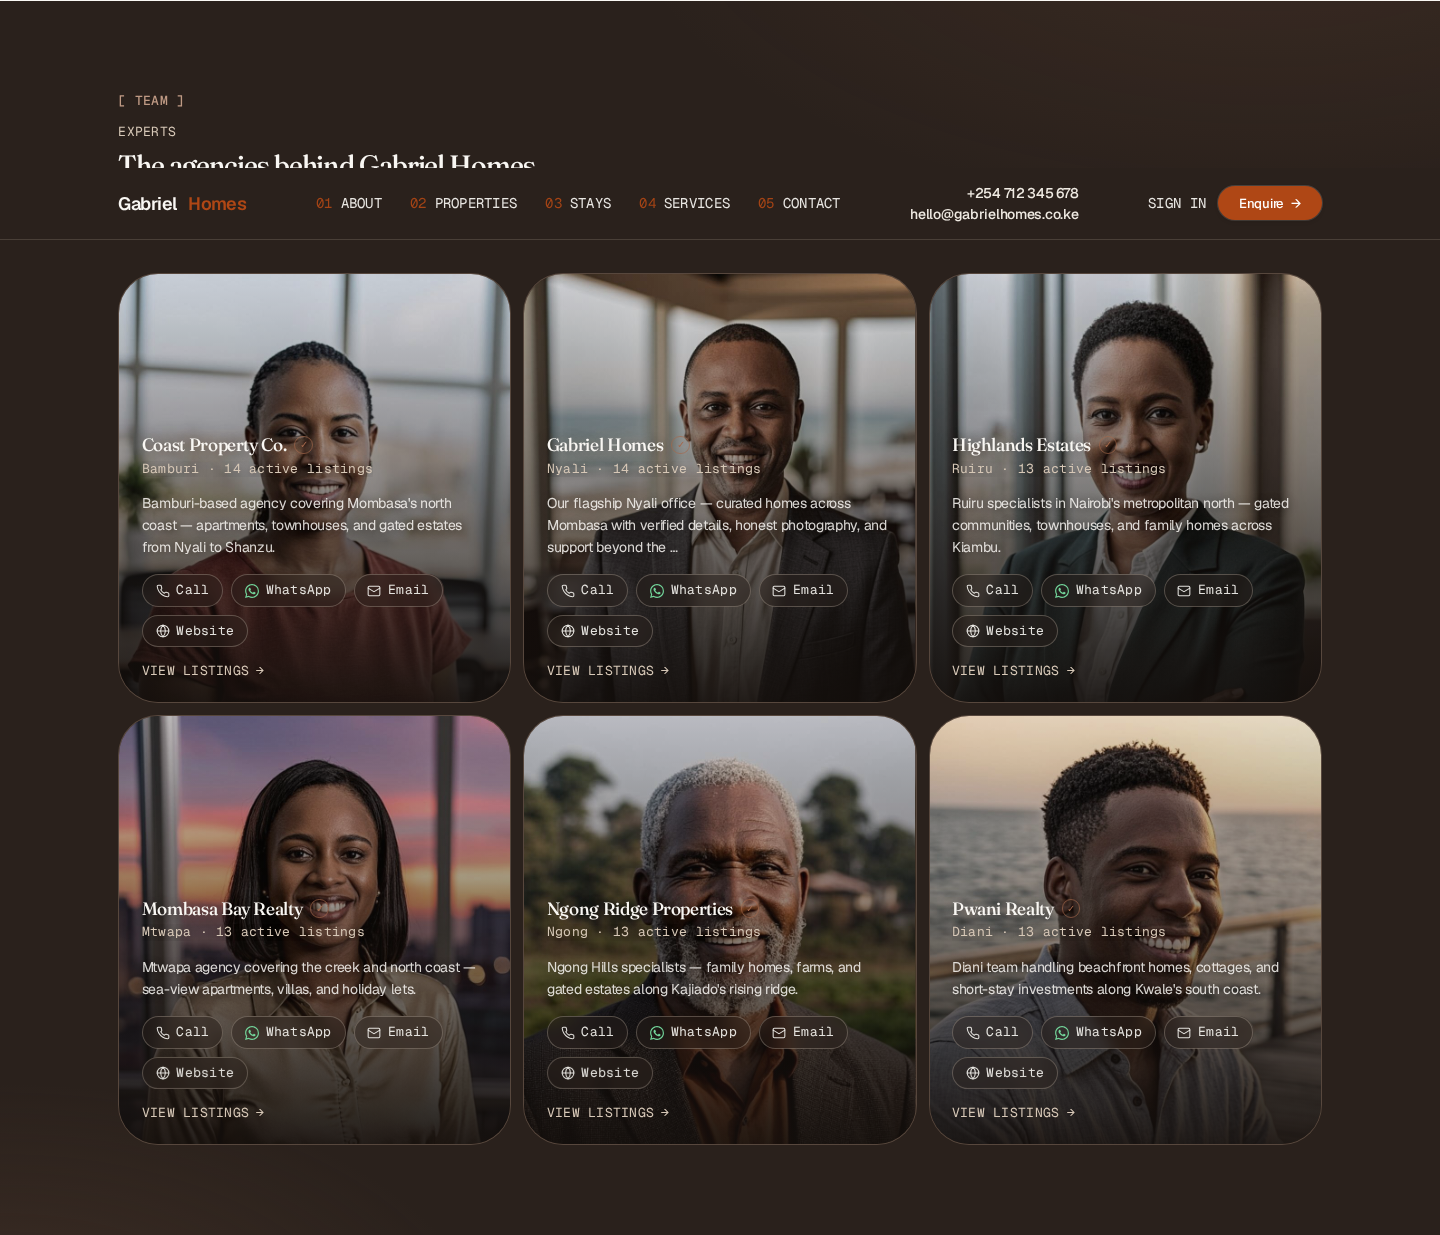 [ TEAM ]
EXPERTS
The agencies behind Gabriel Homes
Gabriel Homes
01 ABOUT
02 PROPERTIES
03 STAYS
04 SERVICES
05 CONTACT
+254 712 345 678
hello@gabrielhomes.co.ke
SIGN IN
Enquire →
Coast Property Co.
Bamburi · 14 active listings
Bamburi-based agency covering Mombasa's north
coast — apartments, townhouses, and gated estates
from Nyali to Shanzu.
Call
WhatsApp
Email
Website
VIEW LISTINGS →
Gabriel Homes
Nyali · 14 active listings
Our flagship Nyali office — curated homes across
Mombasa with verified details, honest photography, and
support beyond the …
Call
WhatsApp
Email
Website
VIEW LISTINGS →
Highlands Estates
Ruiru · 13 active listings
Ruiru specialists in Nairobi's metropolitan north — gated
communities, townhouses, and family homes across
Kiambu.
Call
WhatsApp
Email
Website
VIEW LISTINGS →
Mombasa Bay Realty
Mtwapa · 13 active listings
Mtwapa agency covering the creek and north coast —
sea-view apartments, villas, and holiday lets.
Call
WhatsApp
Email
Website
VIEW LISTINGS →
Ngong Ridge Properties
Ngong · 13 active listings
Ngong Hills specialists — family homes, farms, and
gated estates along Kajiado's rising ridge.
Call
WhatsApp
Email
Website
VIEW LISTINGS →
Pwani Realty
Diani · 13 active listings
Diani team handling beachfront homes, cottages, and
short-stay investments along Kwale's south coast.
Call
WhatsApp
Email
Website
VIEW LISTINGS →